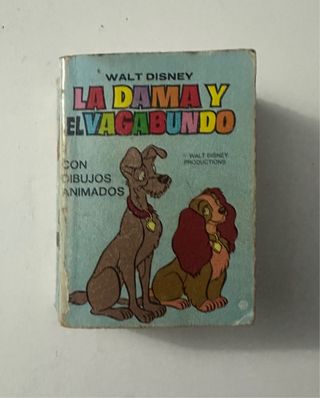 WALT DISNEY
LA DAMA Y
EL VAGABUNDO
CON
DIBUJOS
ANIMADOS
© WALT DISNEY
PRODUCTIONS